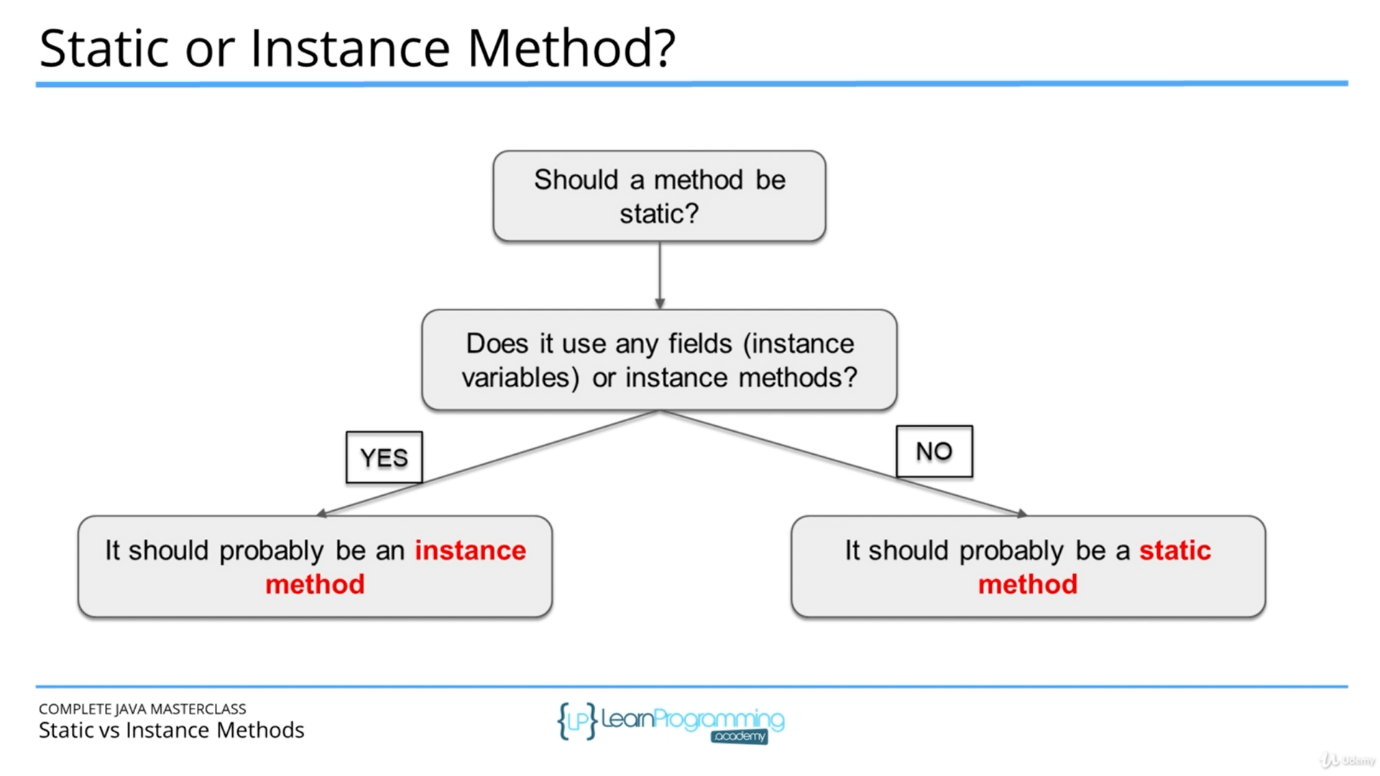 Static or Instance Method?
Should a method be
static?
Does it use any fields (instance
variables) or instance methods?
YES
NO
It should probably be an instance
method
It should probably be a static
method
COMPLETE JAVA MASTERCLASS
Static vs Instance Methods
{LP} LearnProgramming
.academy
Udemy